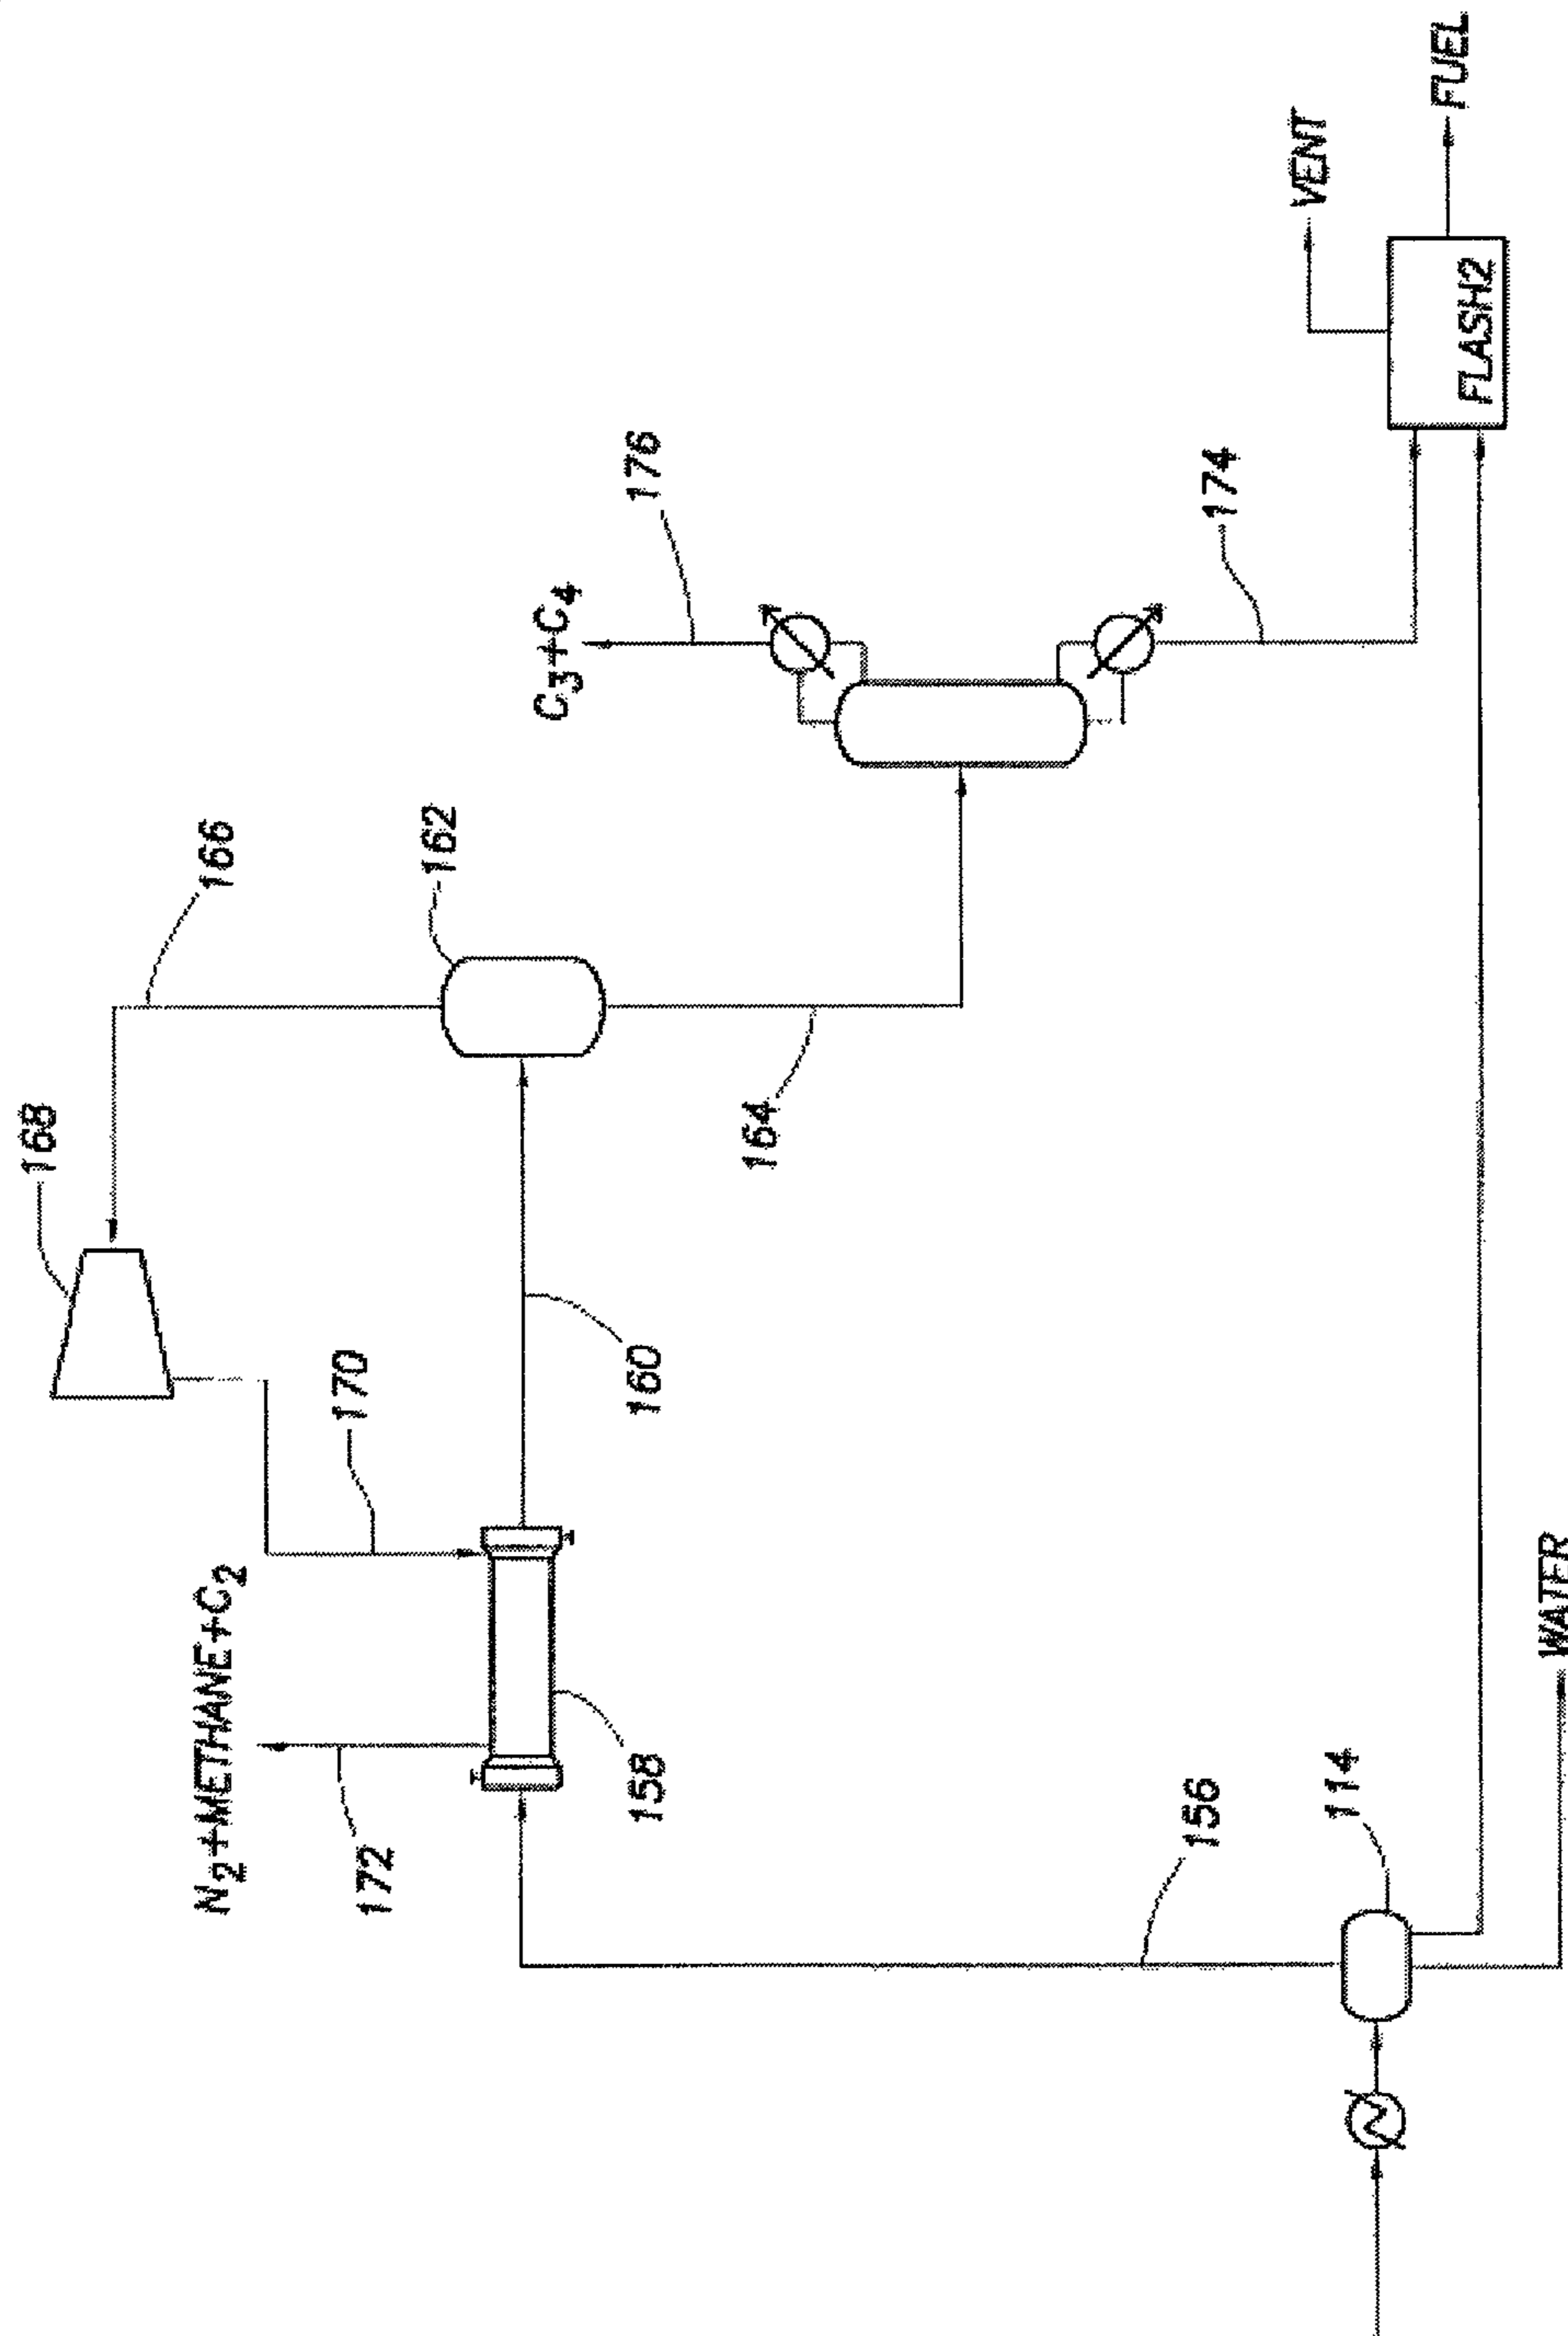 168
166
162
C3+C4
176
VENT
FUEL
N2+METHANE+C2
170
172
158
160
164
174
FLASH2
156
114
WATER